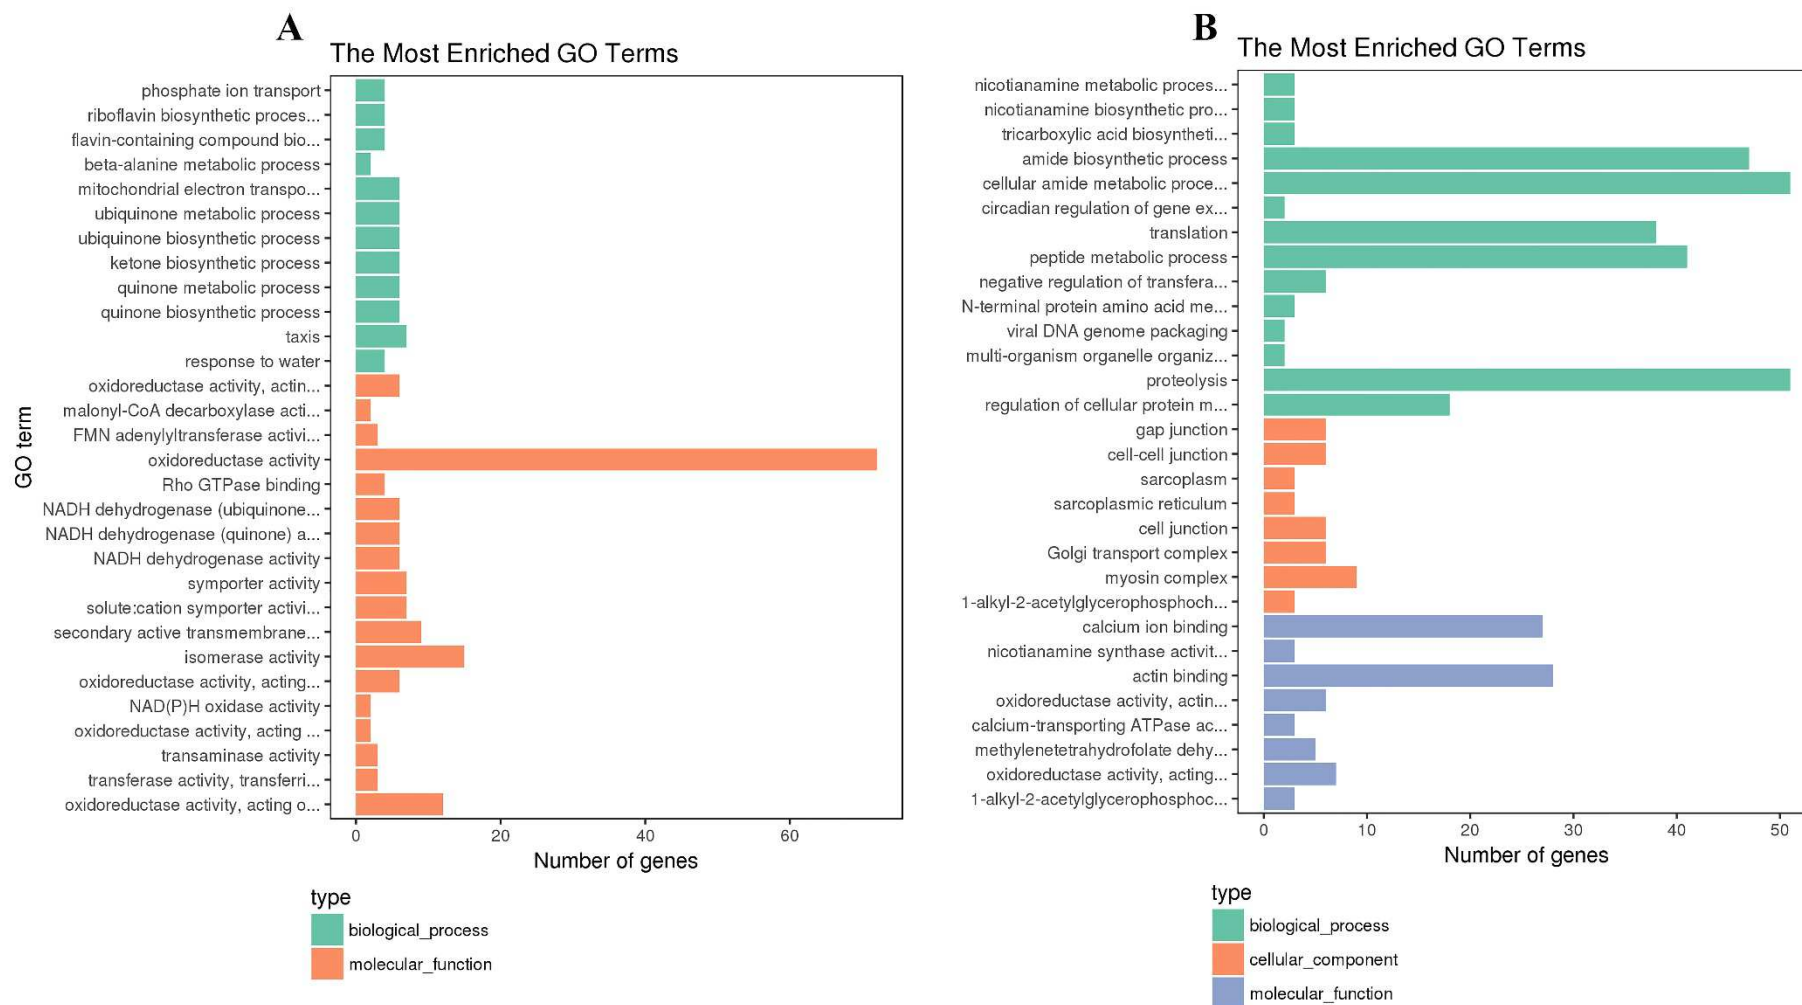 A
The Most Enriched GO Terms
GO term
phosphate ion transport
riboflavin biosynthetic proces...
flavin-containing compound bio...
beta-alanine metabolic process
mitochondrial electron transpo...
ubiquinone metabolic process
ubiquinone biosynthetic process
ketone biosynthetic process
quinone metabolic process
quinone biosynthetic process
taxis
response to water
oxidoreductase activity, actin...
malonyl-CoA decarboxylase acti...
FMN adenylyltransferase activi...
oxidoreductase activity
Rho GTPase binding
NADH dehydrogenase (ubiquinone...
NADH dehydrogenase (quinone) a...
NADH dehydrogenase activity
symporter activity
solute:cation symporter activi...
secondary active transmembrane...
isomerase activity
oxidoreductase activity, acting...
NAD(P)H oxidase activity
oxidoreductase activity, acting ...
transaminase activity
transferase activity, transferri...
oxidoreductase activity, acting o...
0 20 40 60
Number of genes
type
biological_process
molecular_function
B
The Most Enriched GO Terms
nicotianamine metabolic proces...
nicotianamine biosynthetic pro...
tricarboxylic acid biosyntheti...
amide biosynthetic process
cellular amide metabolic proce...
circadian regulation of gene ex...
translation
peptide metabolic process
negative regulation of transfera...
N-terminal protein amino acid me...
viral DNA genome packaging
multi-organism organelle organiz...
proteolysis
regulation of cellular protein m...
gap junction
cell-cell junction
sarcoplasm
sarcoplasmic reticulum
cell junction
Golgi transport complex
myosin complex
1-alkyl-2-acetylglycerophosphoch...
calcium ion binding
nicotianamine synthase activit...
actin binding
oxidoreductase activity, actin...
calcium-transporting ATPase ac...
methylenetetrahydrofolate dehy...
oxidoreductase activity, acting...
1-alkyl-2-acetylglycerophosphoc...
0 10 20 30 40 50
Number of genes
type
biological_process
cellular_component
molecular_function